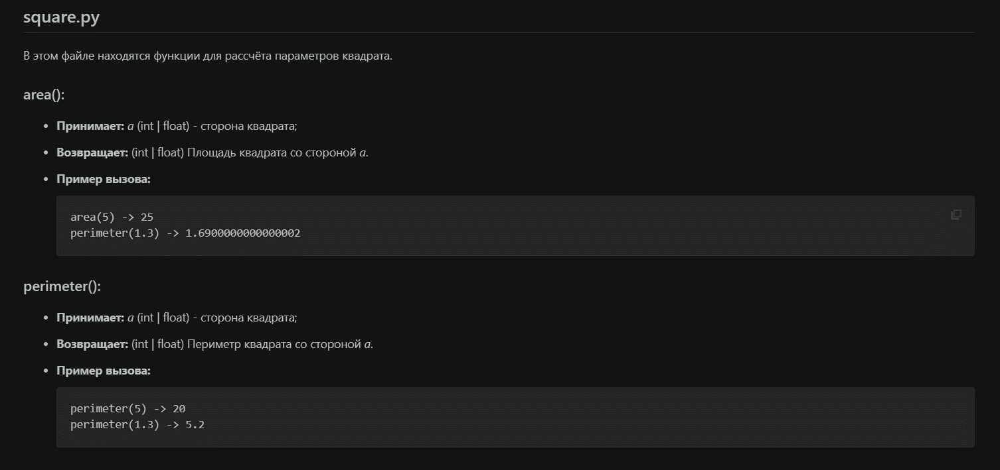 square.py
В этом файле находятся функции для рассчёта параметров квадрата.
area():
• Принимает: a (int | float) - сторона квадрата;
• Возвращает: (int | float) Площадь квадрата со стороной a.
• Пример вызова:
area(5) -> 25
perimeter(1.3) -> 1.6900000000000002
perimeter():
• Принимает: a (int | float) - сторона квадрата;
• Возвращает: (int | float) Периметр квадрата со стороной a.
• Пример вызова:
perimeter(5) -> 20
perimeter(1.3) -> 5.2